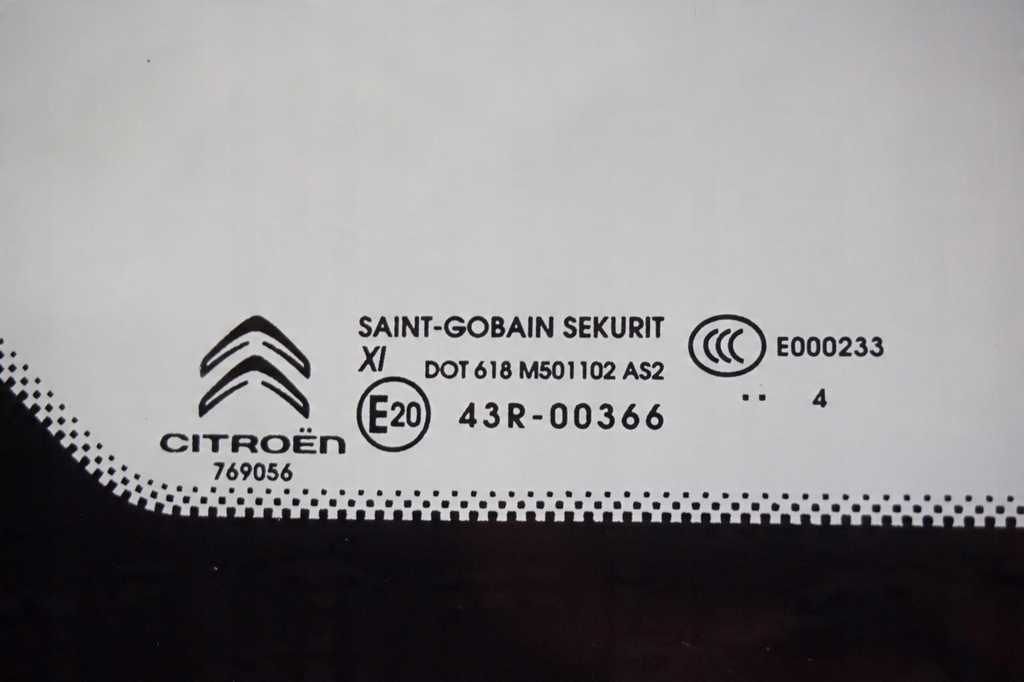 CITROËN
769056
SAINT-GOBAIN SEKURIT
XI
DOT 618 M501102 AS2
E20 43R-00366
CCC E000233
.. 4